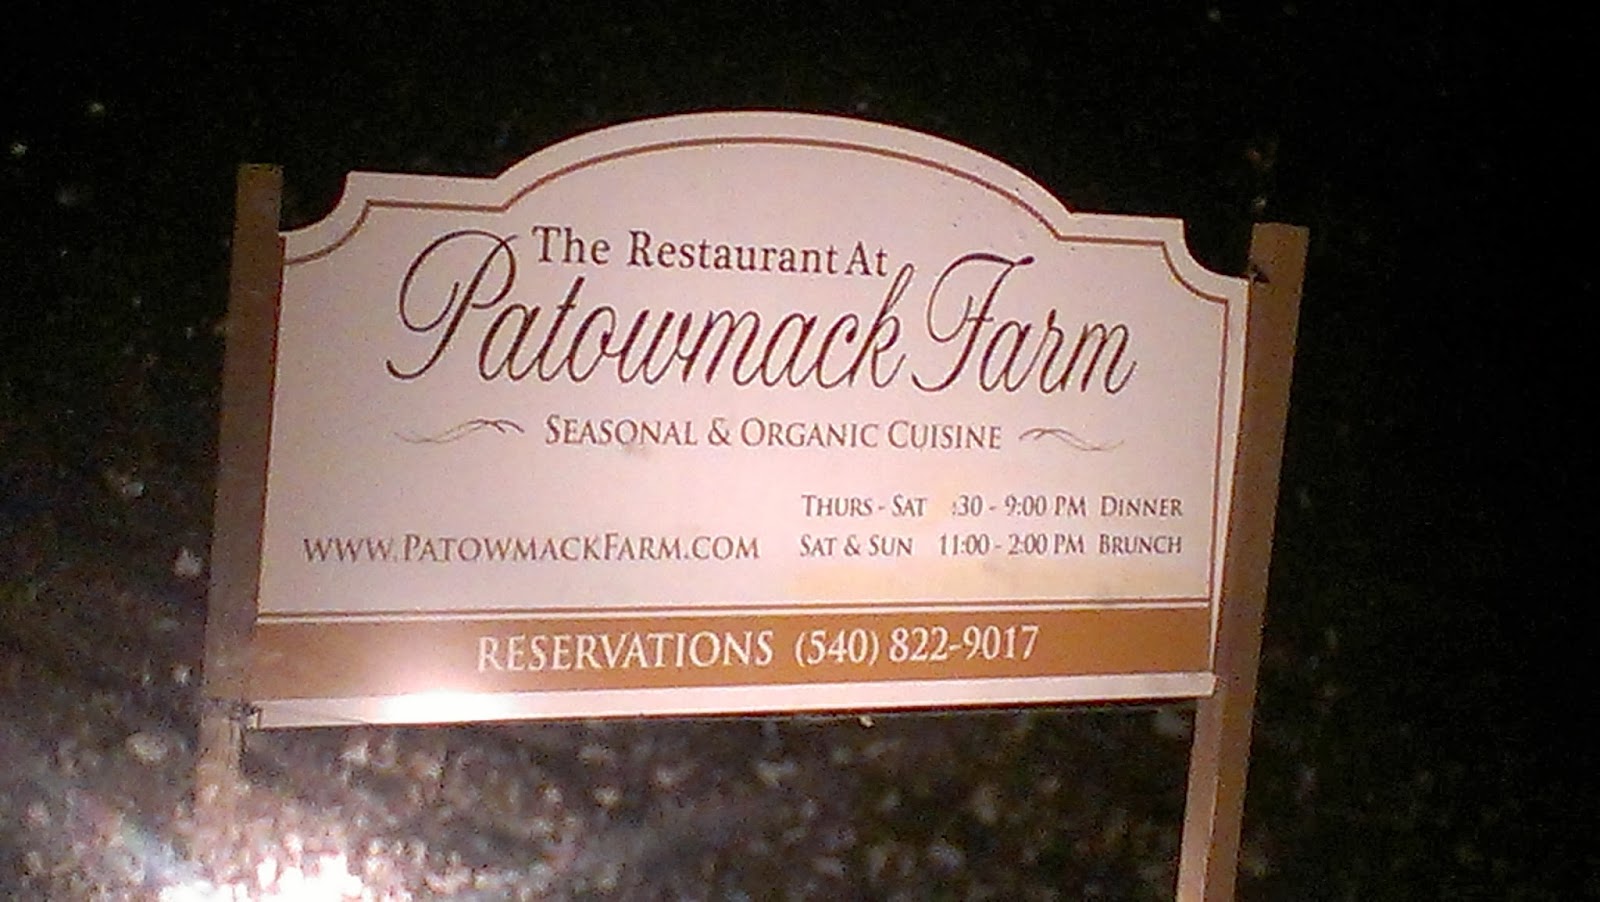 The Restaurant At
Patowmack Farm
SEASONAL & ORGANIC CUISINE
THURS - SAT :30 - 9:00 PM DINNER
SAT & SUN 11:00 - 2:00 PM BRUNCH
WWW.PATOWMACKFARM.COM
RESERVATIONS (540) 822-9017